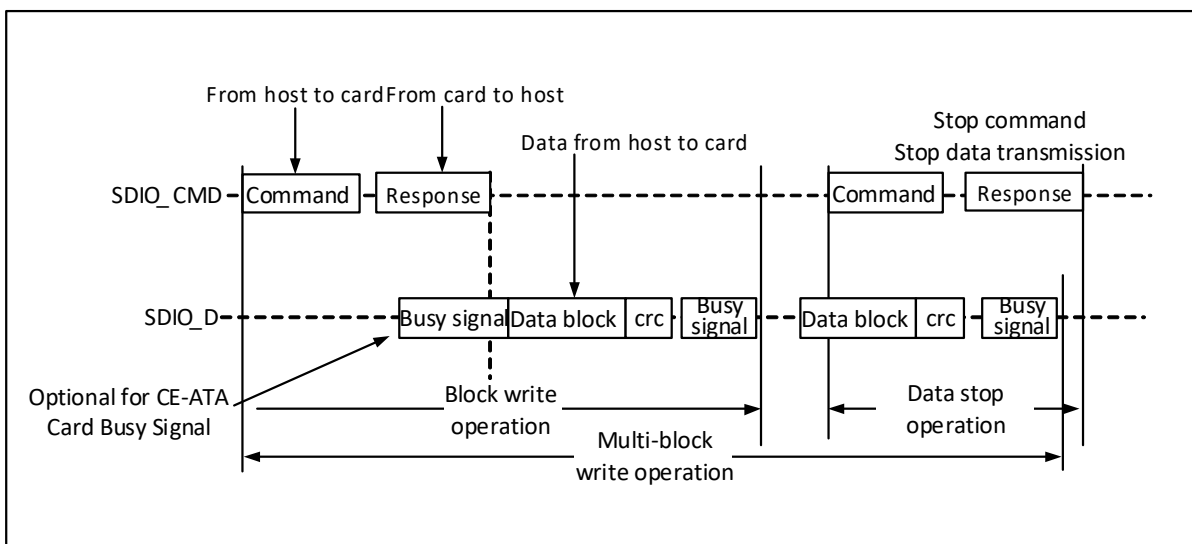 From host to card
From card to host
Data from host to card
Stop command
Stop data transmission
SDIO_CMD
Command
Response
Command
Response
SDIO_D
Busy signal
Data block
crc
Busy
signal
Data block
crc
Busy
signal
Optional for CE-ATA
Card Busy Signal
Block write
operation
Data stop
operation
Multi-block
write operation